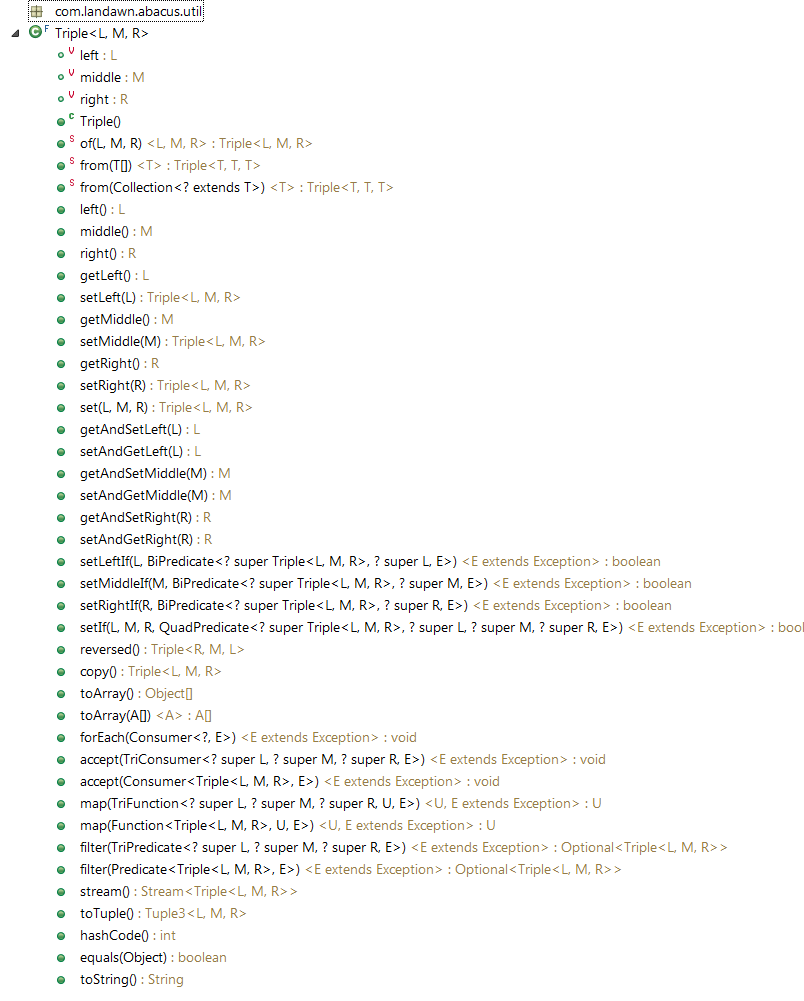 com.landawn.abacus.util
C F Triple<L, M, R>
V left : L
V middle : M
V right : R
C Triple()
S of(L, M, R) <L, M, R> : Triple<L, M, R>
S from(T[]) <T> : Triple<T, T, T>
S from(Collection<? extends T>) <T> : Triple<T, T, T>
left() : L
middle() : M
right() : R
getLeft() : L
setLeft(L) : Triple<L, M, R>
getMiddle() : M
setMiddle(M) : Triple<L, M, R>
getRight() : R
setRight(R) : Triple<L, M, R>
set(L, M, R) : Triple<L, M, R>
getAndSetLeft(L) : L
setAndGetLeft(L) : L
getAndSetMiddle(M) : M
setAndGetMiddle(M) : M
getAndSetRight(R) : R
setAndGetRight(R) : R
setLeftIf(L, BiPredicate<? super Triple<L, M, R>, ? super L, E>) <E extends Exception> : boolean
setMiddleIf(M, BiPredicate<? super Triple<L, M, R>, ? super M, E>) <E extends Exception> : boolean
setRightIf(R, BiPredicate<? super Triple<L, M, R>, ? super R, E>) <E extends Exception> : boolean
setIf(L, M, R, QuadPredicate<? super Triple<L, M, R>, ? super L, ? super M, ? super R, E>) <E extends Exception> : bool
reversed() : Triple<R, M, L>
copy() : Triple<L, M, R>
toArray() : Object[]
toArray(A[]) <A> : A[]
forEach(Consumer<?, E>) <E extends Exception> : void
accept(TriConsumer<? super L, ? super M, ? super R, E>) <E extends Exception> : void
accept(Consumer<Triple<L, M, R>, E>) <E extends Exception> : void
map(TriFunction<? super L, ? super M, ? super R, U, E>) <U, E extends Exception> : U
map(Function<Triple<L, M, R>, U, E>) <U, E extends Exception> : U
filter(TriPredicate<? super L, ? super M, ? super R, E>) <E extends Exception> : Optional<Triple<L, M, R>>
filter(Predicate<Triple<L, M, R>, E>) <E extends Exception> : Optional<Triple<L, M, R>>
stream() : Stream<Triple<L, M, R>>
toTuple() : Tuple3<L, M, R>
hashCode() : int
equals(Object) : boolean
toString() : String